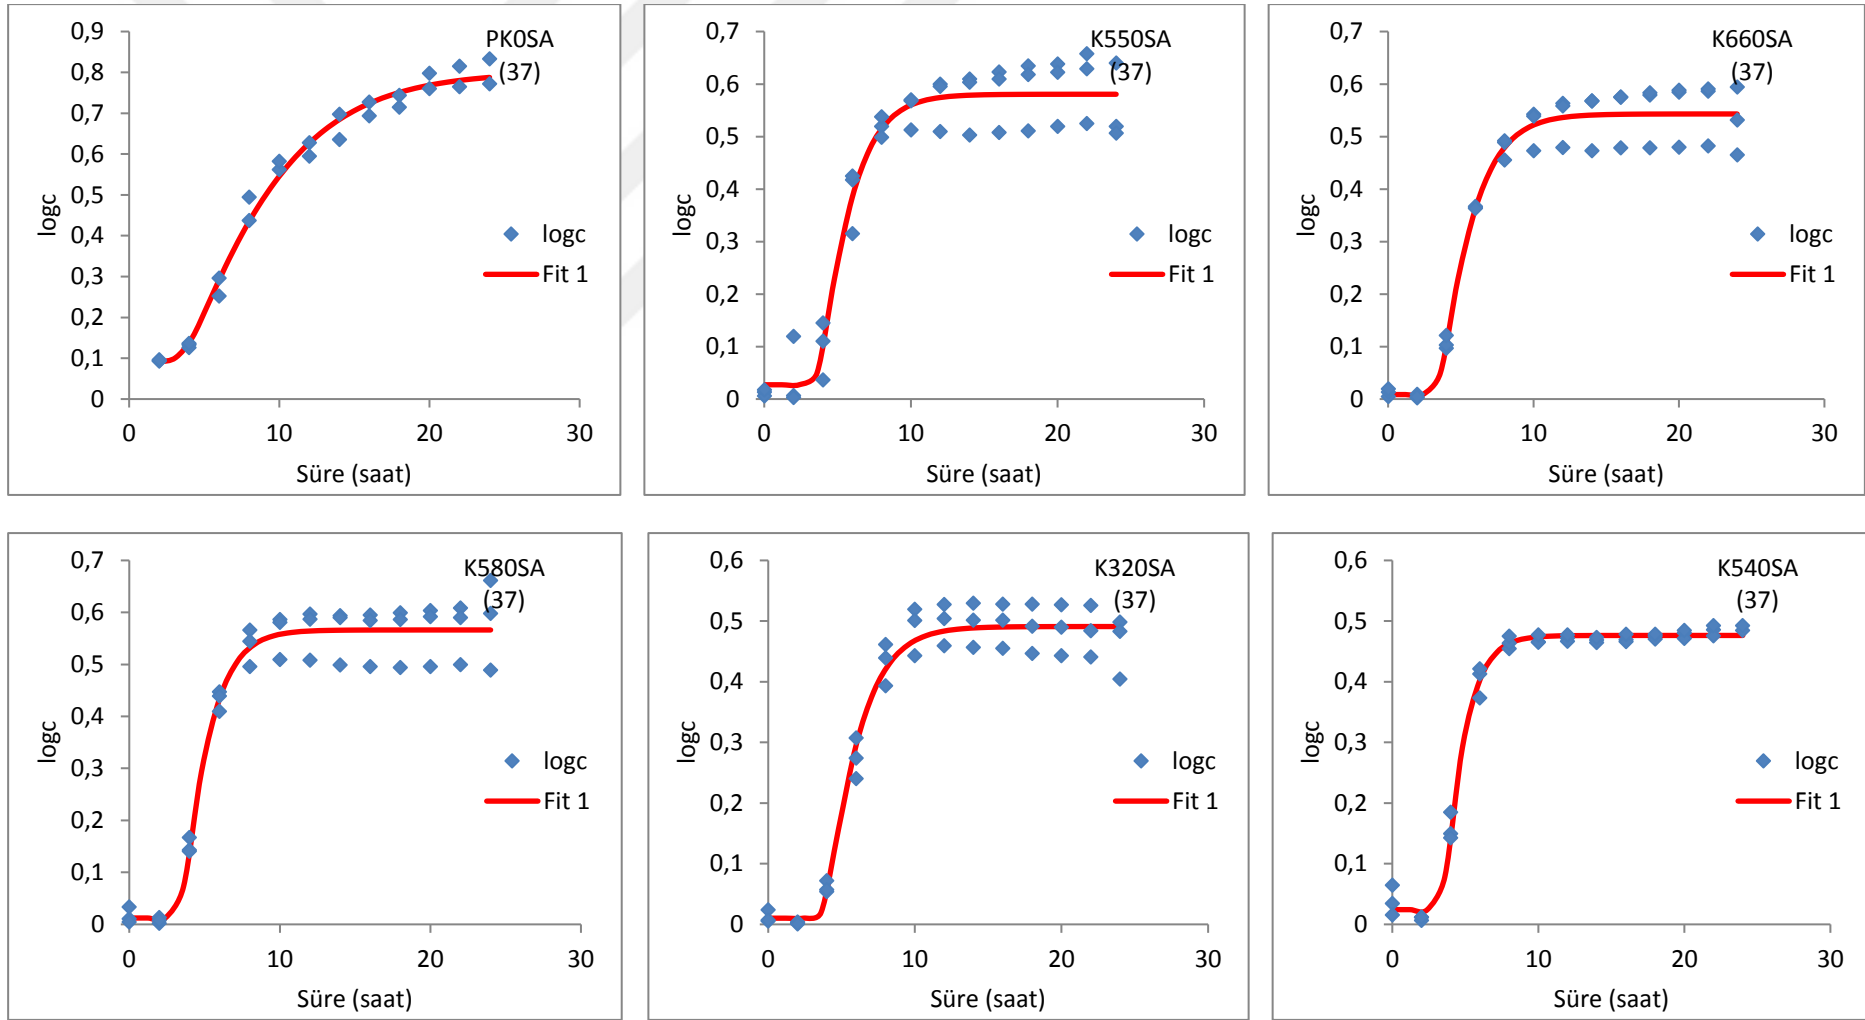 PK0SA
(37)
0,9
0,8
0,7
0,6
0,5
0,4
0,3
0,2
0,1
0
logc
logc
Fit 1
0 10 20 30
Süre (saat)
K550SA
(37)
0,7
0,6
0,5
0,4
0,3
0,2
0,1
0
logc
logc
Fit 1
0 10 20 30
Süre (saat)
K660SA
(37)
0,7
0,6
0,5
0,4
0,3
0,2
0,1
0
logc
logc
Fit 1
0 10 20 30
Süre (saat)
K580SA
(37)
0,7
0,6
0,5
0,4
0,3
0,2
0,1
0
logc
logc
Fit 1
0 10 20 30
Süre (saat)
K320SA
(37)
0,6
0,5
0,4
0,3
0,2
0,1
0
logc
logc
Fit 1
0 10 20 30
Süre (saat)
K540SA
(37)
0,6
0,5
0,4
0,3
0,2
0,1
0
logc
logc
Fit 1
0 10 20 30
Süre (saat)